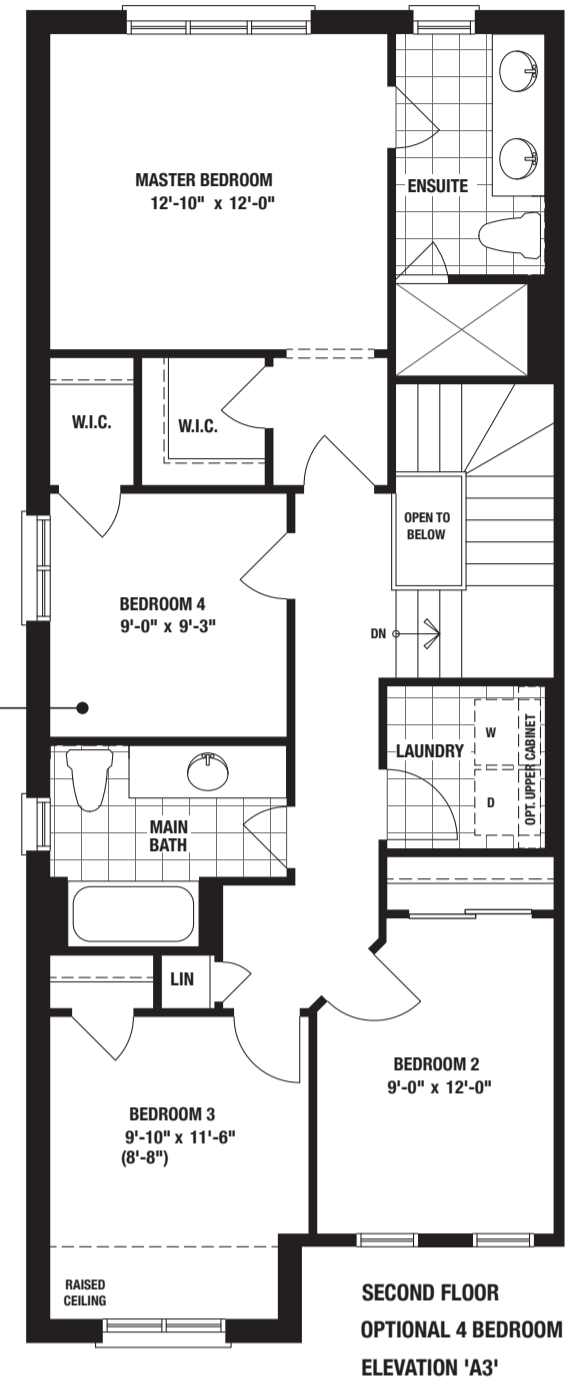 MASTER BEDROOM
12'-10" x 12'-0"
ENSUITE
W.I.C.
W.I.C.
OPEN TO
BELOW
BEDROOM 4
9'-0" x 9'-3"
DN
LAUNDRY
W
D
OPT. UPPER CABINET
MAIN
BATH
LIN
BEDROOM 2
9'-0" x 12'-0"
BEDROOM 3
9'-10" x 11'-6"
(8'-8")
RAISED
CEILING
SECOND FLOOR
OPTIONAL 4 BEDROOM
ELEVATION 'A3'